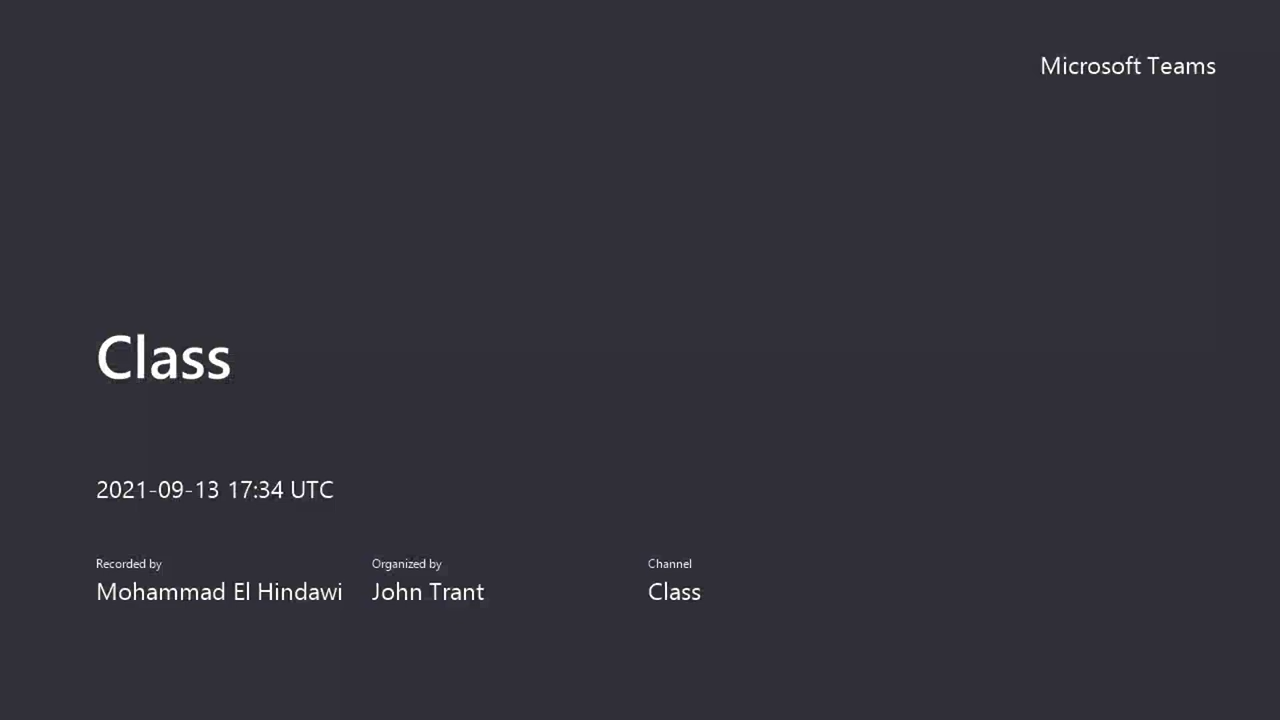 Microsoft Teams
Class
2021-09-13 17:34 UTC
Recorded by
Organized by
Channel
Mohammad El Hindawi
John Trant
Class